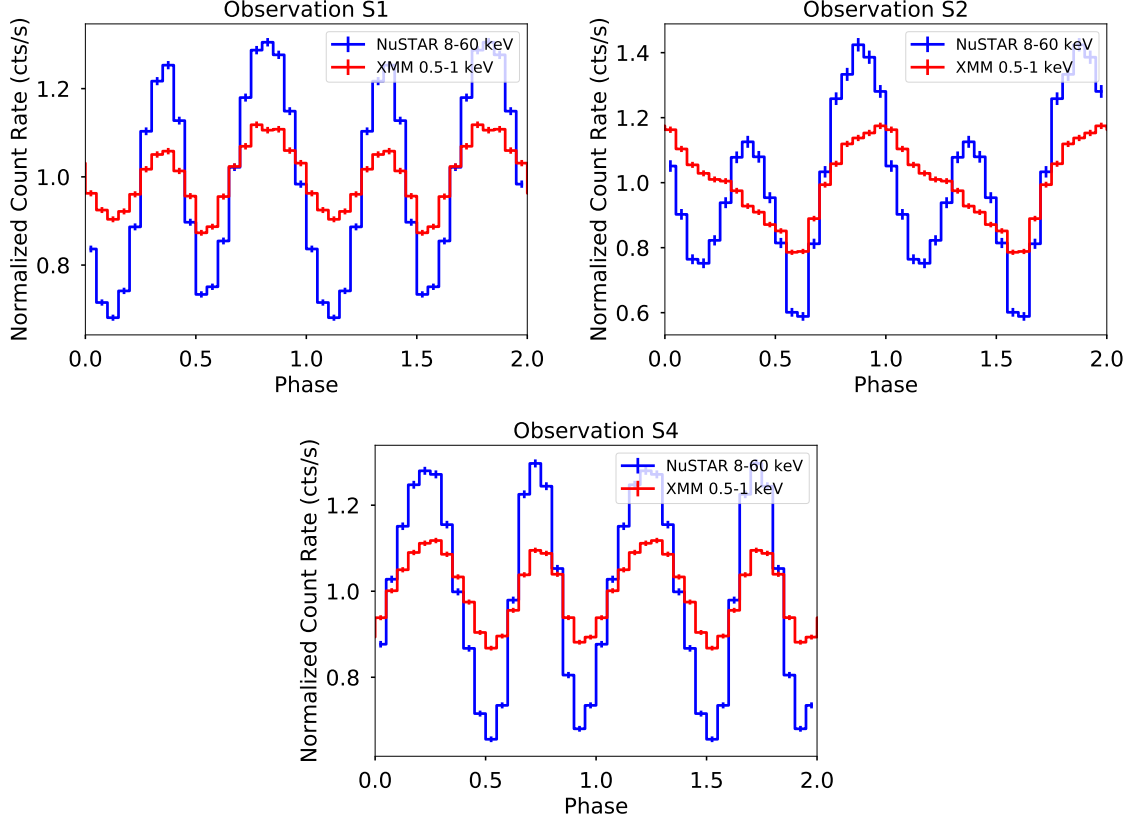 Observation S1
Normalized Count Rate (cts/s)
NuSTAR 8-60 keV
XMM 0.5-1 keV
1.2
1.0
0.8
0.0 0.5 1.0 1.5 2.0
Phase
Observation S2
Normalized Count Rate (cts/s)
NuSTAR 8-60 keV
XMM 0.5-1 keV
1.4
1.2
1.0
0.8
0.6
0.0 0.5 1.0 1.5 2.0
Phase
Observation S4
Normalized Count Rate (cts/s)
NuSTAR 8-60 keV
XMM 0.5-1 keV
1.2
1.0
0.8
0.0 0.5 1.0 1.5 2.0
Phase